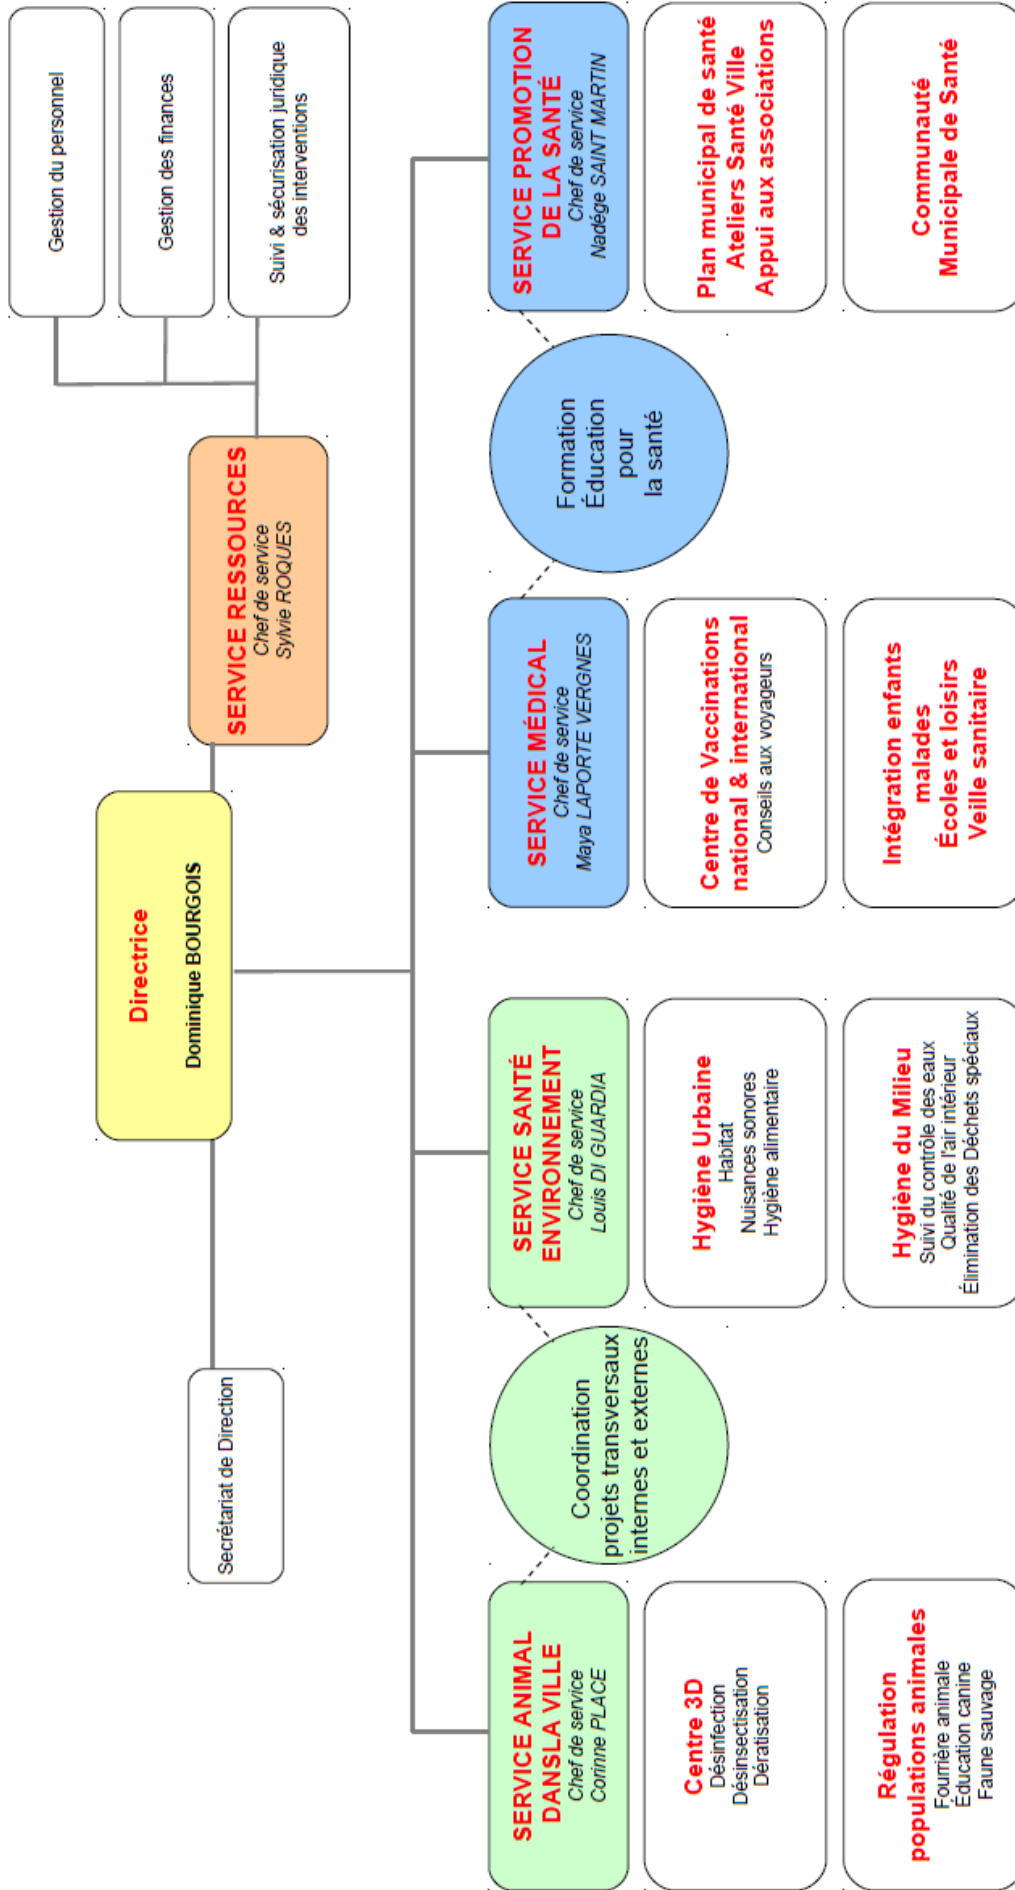 Directrice
Dominique BOURGOIS
Secrétariat de Direction
SERVICE RESSOURCES
Chef de service
Sylvie ROQUES
Gestion du personnel
Gestion des finances
Suivi & sécurisation juridique
des interventions
SERVICE ANIMAL
DANSLA VILLE
Chef de service
Corinne PLACE
Coordination
projets transversaux
internes et externes
SERVICE SANTÉ
ENVIRONNEMENT
Chef de service
Louis DI GUARDIA
SERVICE MÉDICAL
Chef de service
Maya LAPORTE VERGNES
Formation
Éducation
pour
la santé
SERVICE PROMOTION
DE LA SANTÉ
Chef de service
Nadége SAINT MARTIN
Centre 3D
Désinfection
Désinsectisation
Dératisation
Hygiène Urbaine
Habitat
Nuisances sonores
Hygiène alimentaire
Centre de Vaccinations
national & international
Conseils aux voyageurs
Plan municipal de santé
Ateliers Santé Ville
Appui aux associations
Régulation
populations animales
Fourrière animale
Éducation canine
Faune sauvage
Hygiène du Milieu
Suivi du contrôle des eaux
Qualité de l'air intérieur
Élimination des Déchets spéciaux
Intégration enfants
malades
Écoles et loisirs
Veille sanitaire
Communauté
Municipale de Santé